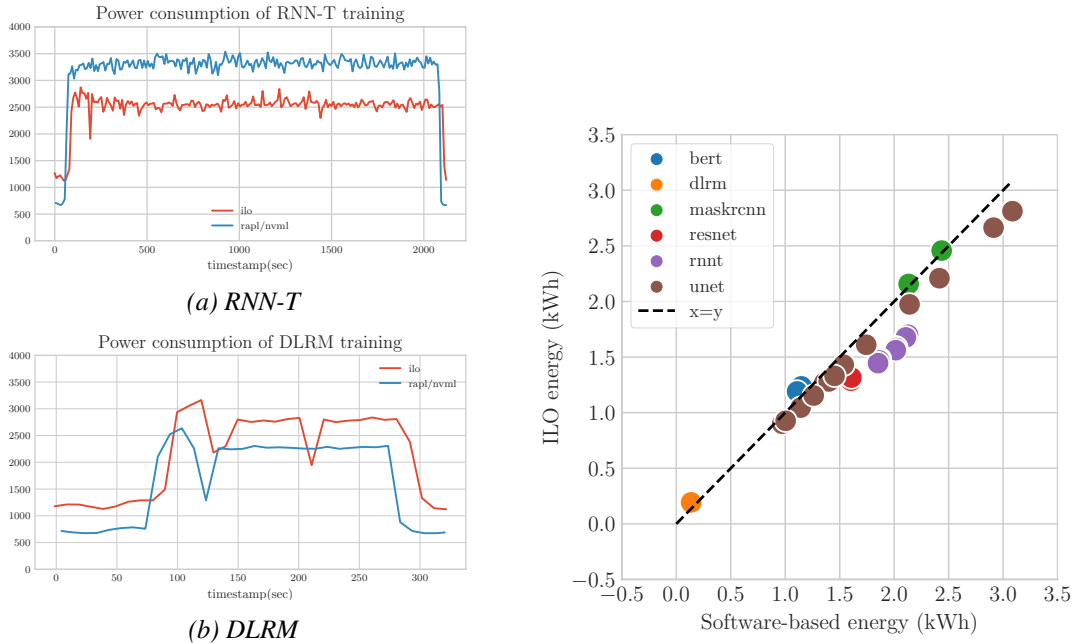 Power consumption of RNN-T training
4000
3500
3000
2500
2000
1500
1000
500
0
ilo
rapl/nvml
0 500 1000 1500 2000
timestamp(sec)
(a) RNN-T
Power consumption of DLRM training
4000
3500
3000
2500
2000
1500
1000
500
0
ilo
rapl/nvml
0 50 100 150 200 250 300
timestamp(sec)
(b) DLRM
ILO energy (kWh)
3.5
3.0
2.5
2.0
1.5
1.0
0.5
0.0
−0.5
bert
dlrm
maskrcnn
resnet
rnnt
unet
x=y
−0.5 0.0 0.5 1.0 1.5 2.0 2.5 3.0 3.5
Software-based energy (kWh)